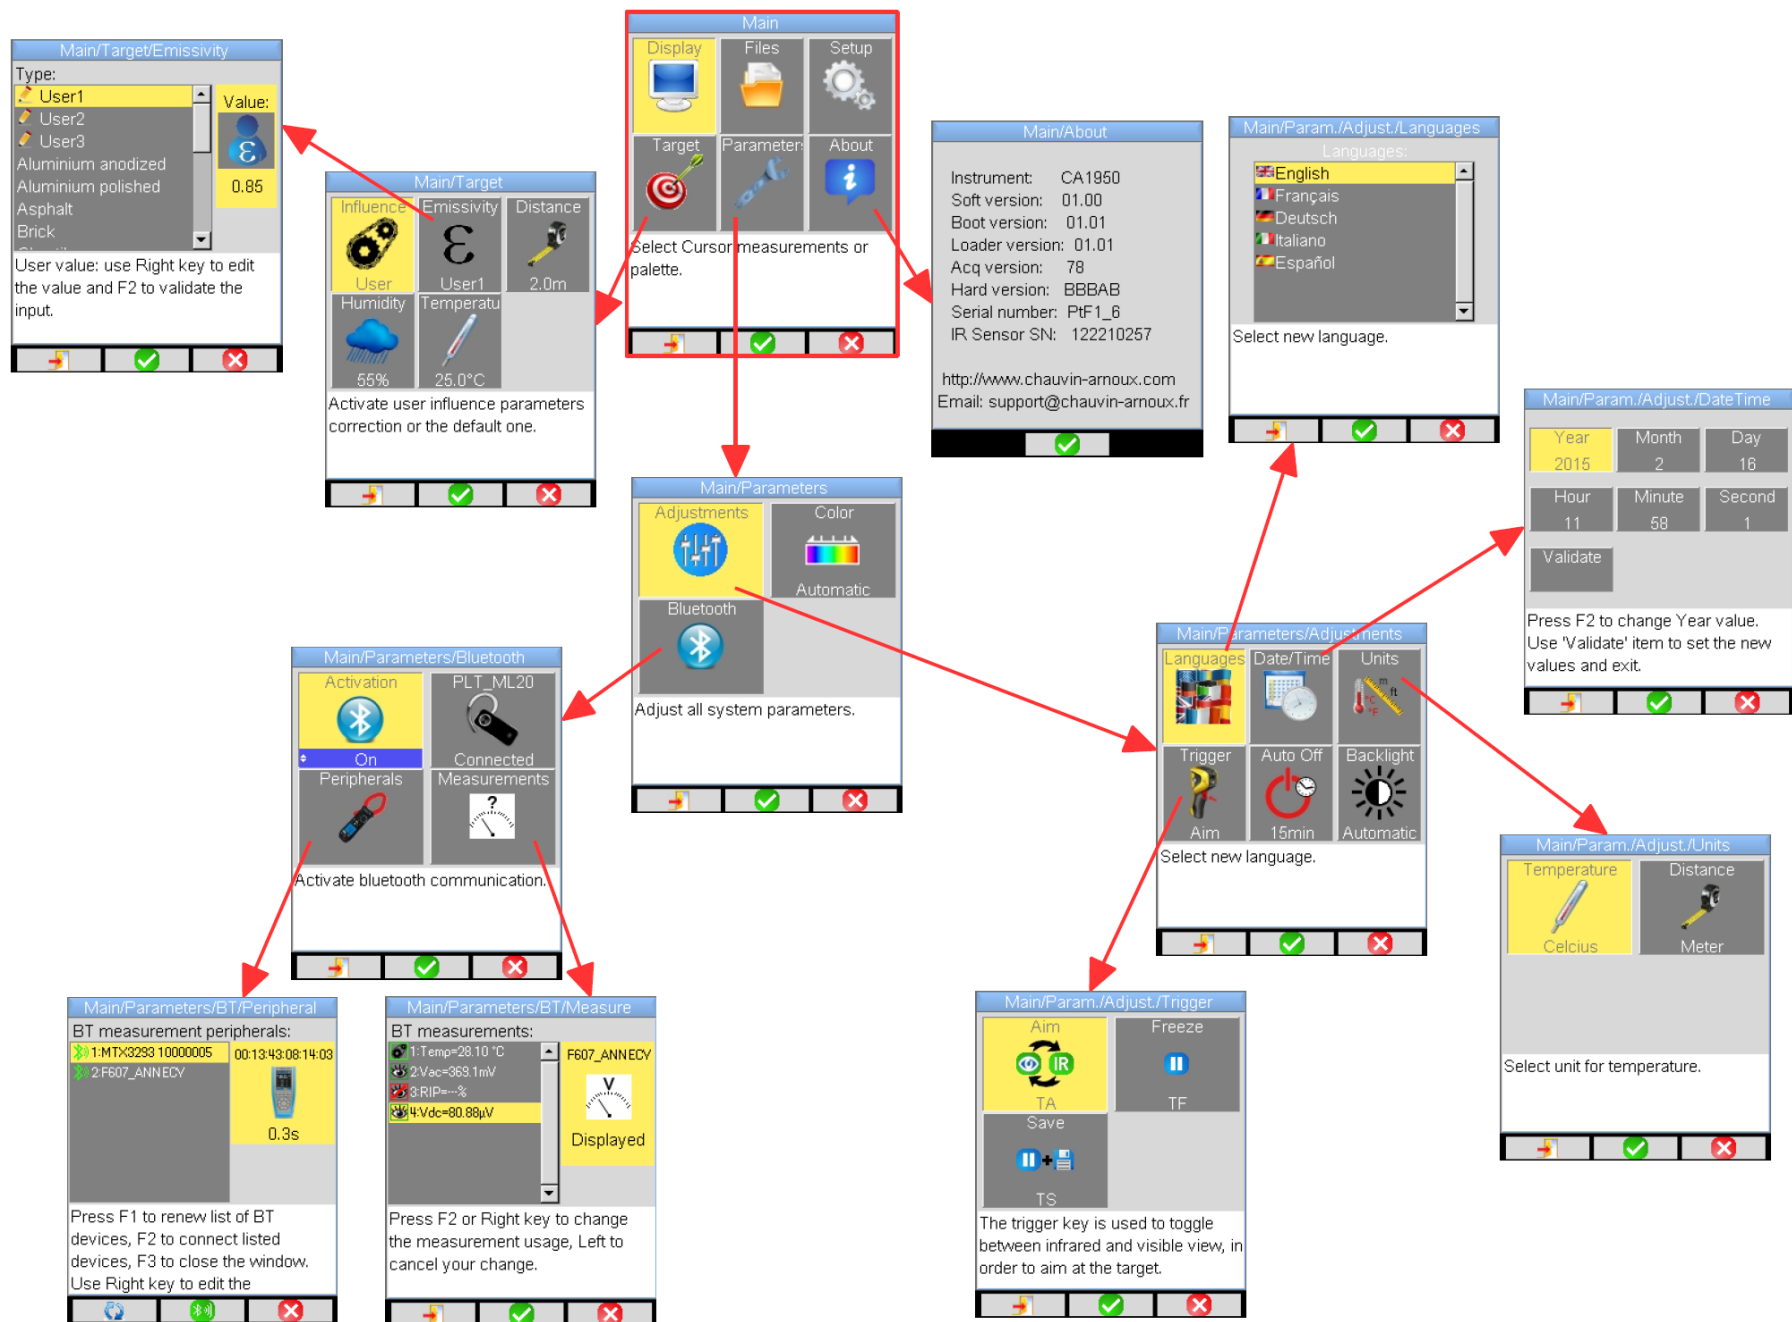 Main/Target/Emissivity
Type:
User1
User2
User3
Aluminium anodized
Aluminium polished
Asphalt
Brick
Value:
0.85
User value: use Right key to edit
the value and F2 to validate the
input.
Main/Target
Influence
User
Emissivity
ε
User1
Distance
2.0m
Humidity
55%
Temperatu
25.0°C
Activate user influence parameters
correction or the default one.
Main
Display
Files
Setup
Target
Parameter
About
Select Cursor measurements or
palette.
Main/About
Instrument: CA1950
Soft version: 01.00
Boot version: 01.01
Loader version: 01.01
Acq version: 78
Hard version: BBBAB
Serial number: PtF1_6
IR Sensor SN: 122210257
http://www.chauvin-arnoux.com
Email: support@chauvin-arnoux.fr
Main/Param./Adjust./Languages
Languages:
English
Français
Deutsch
Italiano
Español
Select new language.
Main/Param./Adjust./DateTime
Year
2015
Month
2
Day
16
Hour
11
Minute
58
Second
1
Validate
Press F2 to change Year value.
Use 'Validate' item to set the new
values and exit.
Main/Parameters
Adjustments
Color
Automatic
Bluetooth
Adjust all system parameters.
Main/Parameters/Bluetooth
Activation
On
PLT_ML20
Connected
Peripherals
Measurements
?
Activate bluetooth communication.
Main/Parameters/Adjustments
Languages
Date/Time
Units
m
ft
°C
°F
Trigger
Aim
Auto Off
15min
Backlight
Automatic
Select new language.
Main/Param./Adjust./Units
Temperature
Celcius
Distance
Meter
Select unit for temperature.
Main/Parameters/BT/Peripheral
BT measurement peripherals:
1:MTX3293 10000005
2:F607_ANNECY
00:13:43:08:14:03
0.3s
Press F1 to renew list of BT
devices, F2 to connect listed
devices, F3 to close the window.
Use Right key to edit the
Main/Parameters/BT/Measure
BT measurements:
1:Temp=28.10 °C
2:Vac=369.1mV
3:RIP=---%
4:Vdc=80.88µV
F607_ANNECY
V
Displayed
Press F2 or Right key to change
the measurement usage, Left to
cancel your change.
Main/Param./Adjust./Trigger
Aim
IR
TA
Freeze
TF
Save
TS
The trigger key is used to toggle
between infrared and visible view, in
order to aim at the target.